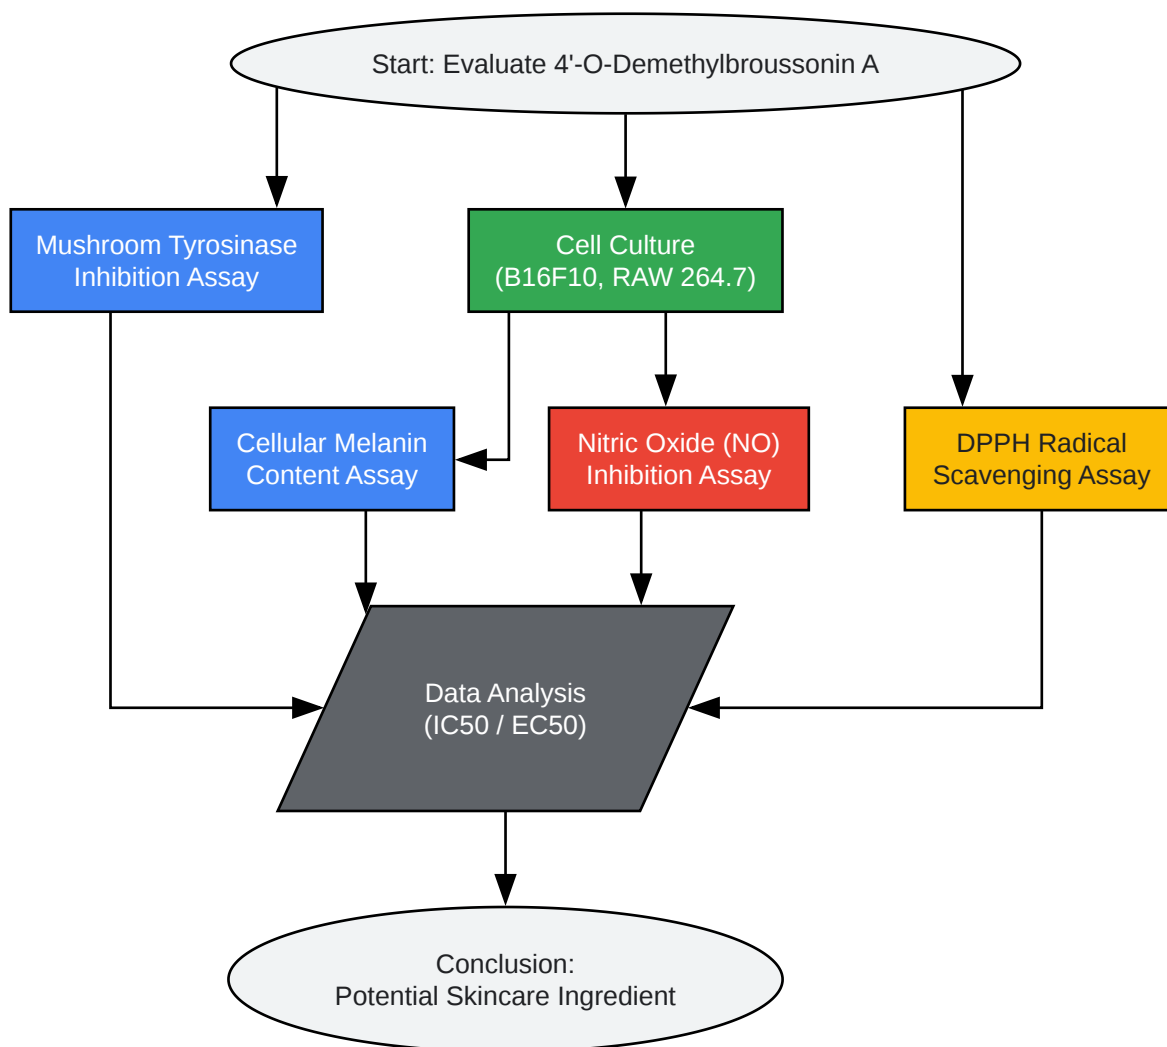 Start: Evaluate 4'-O-Demethylbroussonin A
Mushroom Tyrosinase
Inhibition Assay
Cell Culture
(B16F10, RAW 264.7)
Cellular Melanin
Content Assay
Nitric Oxide (NO)
Inhibition Assay
DPPH Radical
Scavenging Assay
Data Analysis
(IC50 / EC50)
Conclusion:
Potential Skincare Ingredient